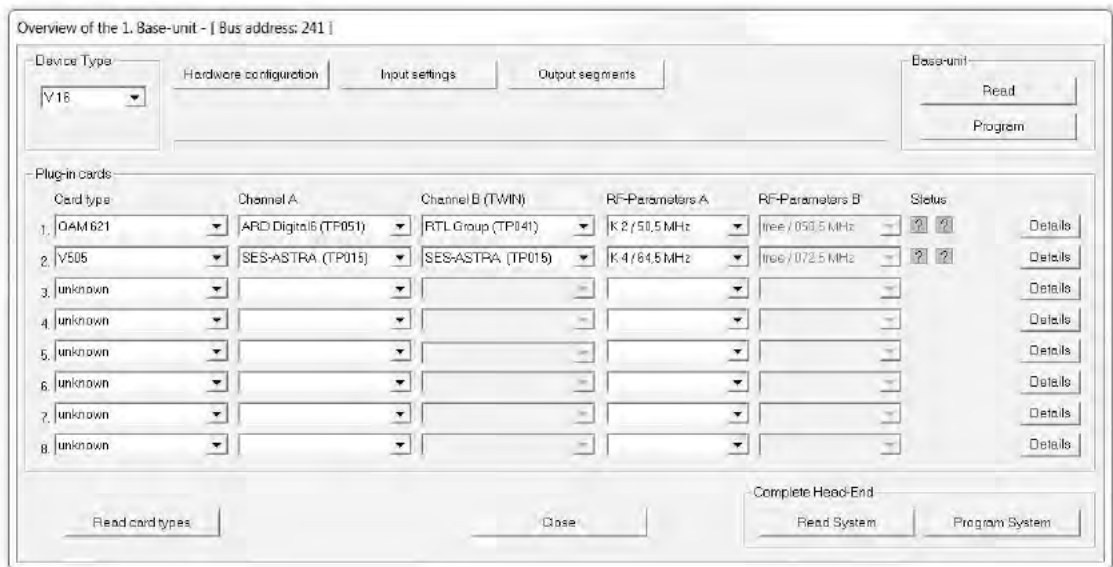 Overview of the 1. Base-unit - [ Bus address: 241 ]
Device Type
Hardware configuration Input settings Output segments
Base-unit
V16
Read
Program
Plug-in cards
Card type Channel A Channel B (TWIN) RF-Parameters A RF-Parameters B Status
1. QAM 621 ARD Digital6 (TP051) RTL Group (TP041) K 2 / 50,5 MHz free / 050,5 MHz ? ? Details
2. V505 SES-ASTRA (TP015) SES-ASTRA (TP015) K 4 / 64,5 MHz free / 072,5 MHz ? ? Details
3. unknown Details
4. unknown Details
5. unknown Details
6. unknown Details
7. unknown Details
8. unknown Details
Complete Head-End
Read card types Close Read System Program System